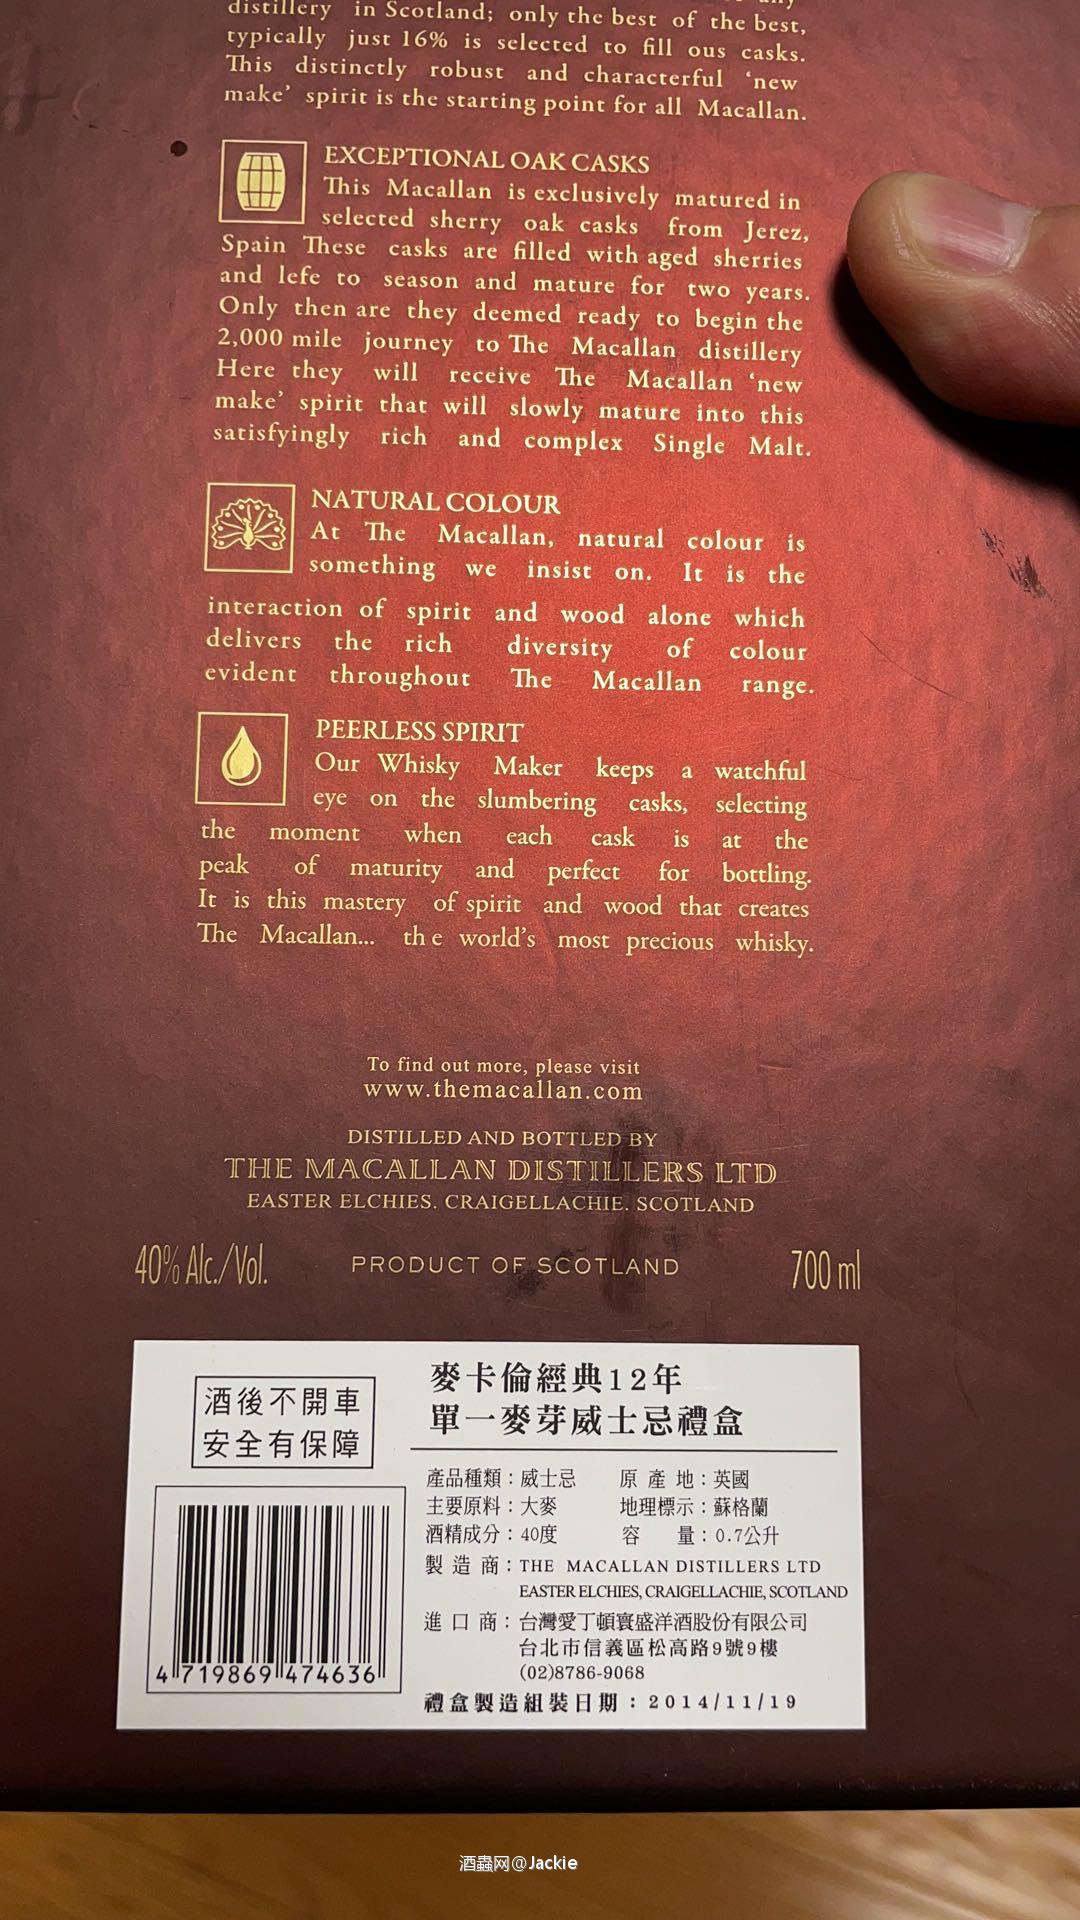 distillery in Scotland; only the best of the best,
typically just 16% is selected to fill ous casks.
This distinctly robust and characterful ‘new
make’ spirit is the starting point for all Macallan.
EXCEPTIONAL OAK CASKS
This Macallan is exclusively matured in
selected sherry oak casks from Jerez,
Spain These casks are filled with aged sherries
and lefe to season and mature for two years.
Only then are they deemed ready to begin the
2,000 mile journey to The Macallan distillery
Here they will receive The Macallan ‘new
make’ spirit that will slowly mature into this
satisfyingly rich and complex Single Malt.
NATURAL COLOUR
At The Macallan, natural colour is
something we insist on. It is the
interaction of spirit and wood alone which
delivers the rich diversity of colour
evident throughout The Macallan range.
PEERLESS SPIRIT
Our Whisky Maker keeps a watchful
eye on the slumbering casks, selecting
the moment when each cask is at the
peak of maturity and perfect for bottling.
It is this mastery of spirit and wood that creates
The Macallan... th e world’s most precious whisky.
To find out more, please visit
www.themacallan.com
DISTILLED AND BOTTLED BY
THE MACALLAN DISTILLERS LTD
EASTER ELCHIES. CRAIGELLACHIE. SCOTLAND
40% Alc./Vol. PRODUCT OF SCOTLAND 700 ml
酒後不開車
安全有保障
4 719869 474636
麥卡倫經典12年
單一麥芽威士忌禮盒
產品種類：威士忌 原產地：英國
主要原料：大麥 地理標示：蘇格蘭
酒精成分：40度 容量：0.7公升
製造商：THE MACALLAN DISTILLERS LTD
EASTER ELCHIES, CRAIGELLACHIE, SCOTLAND
進口商：台灣愛丁頓寰盛洋酒股份有限公司
台北市信義區松高路9號9樓
(02)8786-9068
禮盒製造組裝日期：2014/11/19
酒蟲网@Jackie